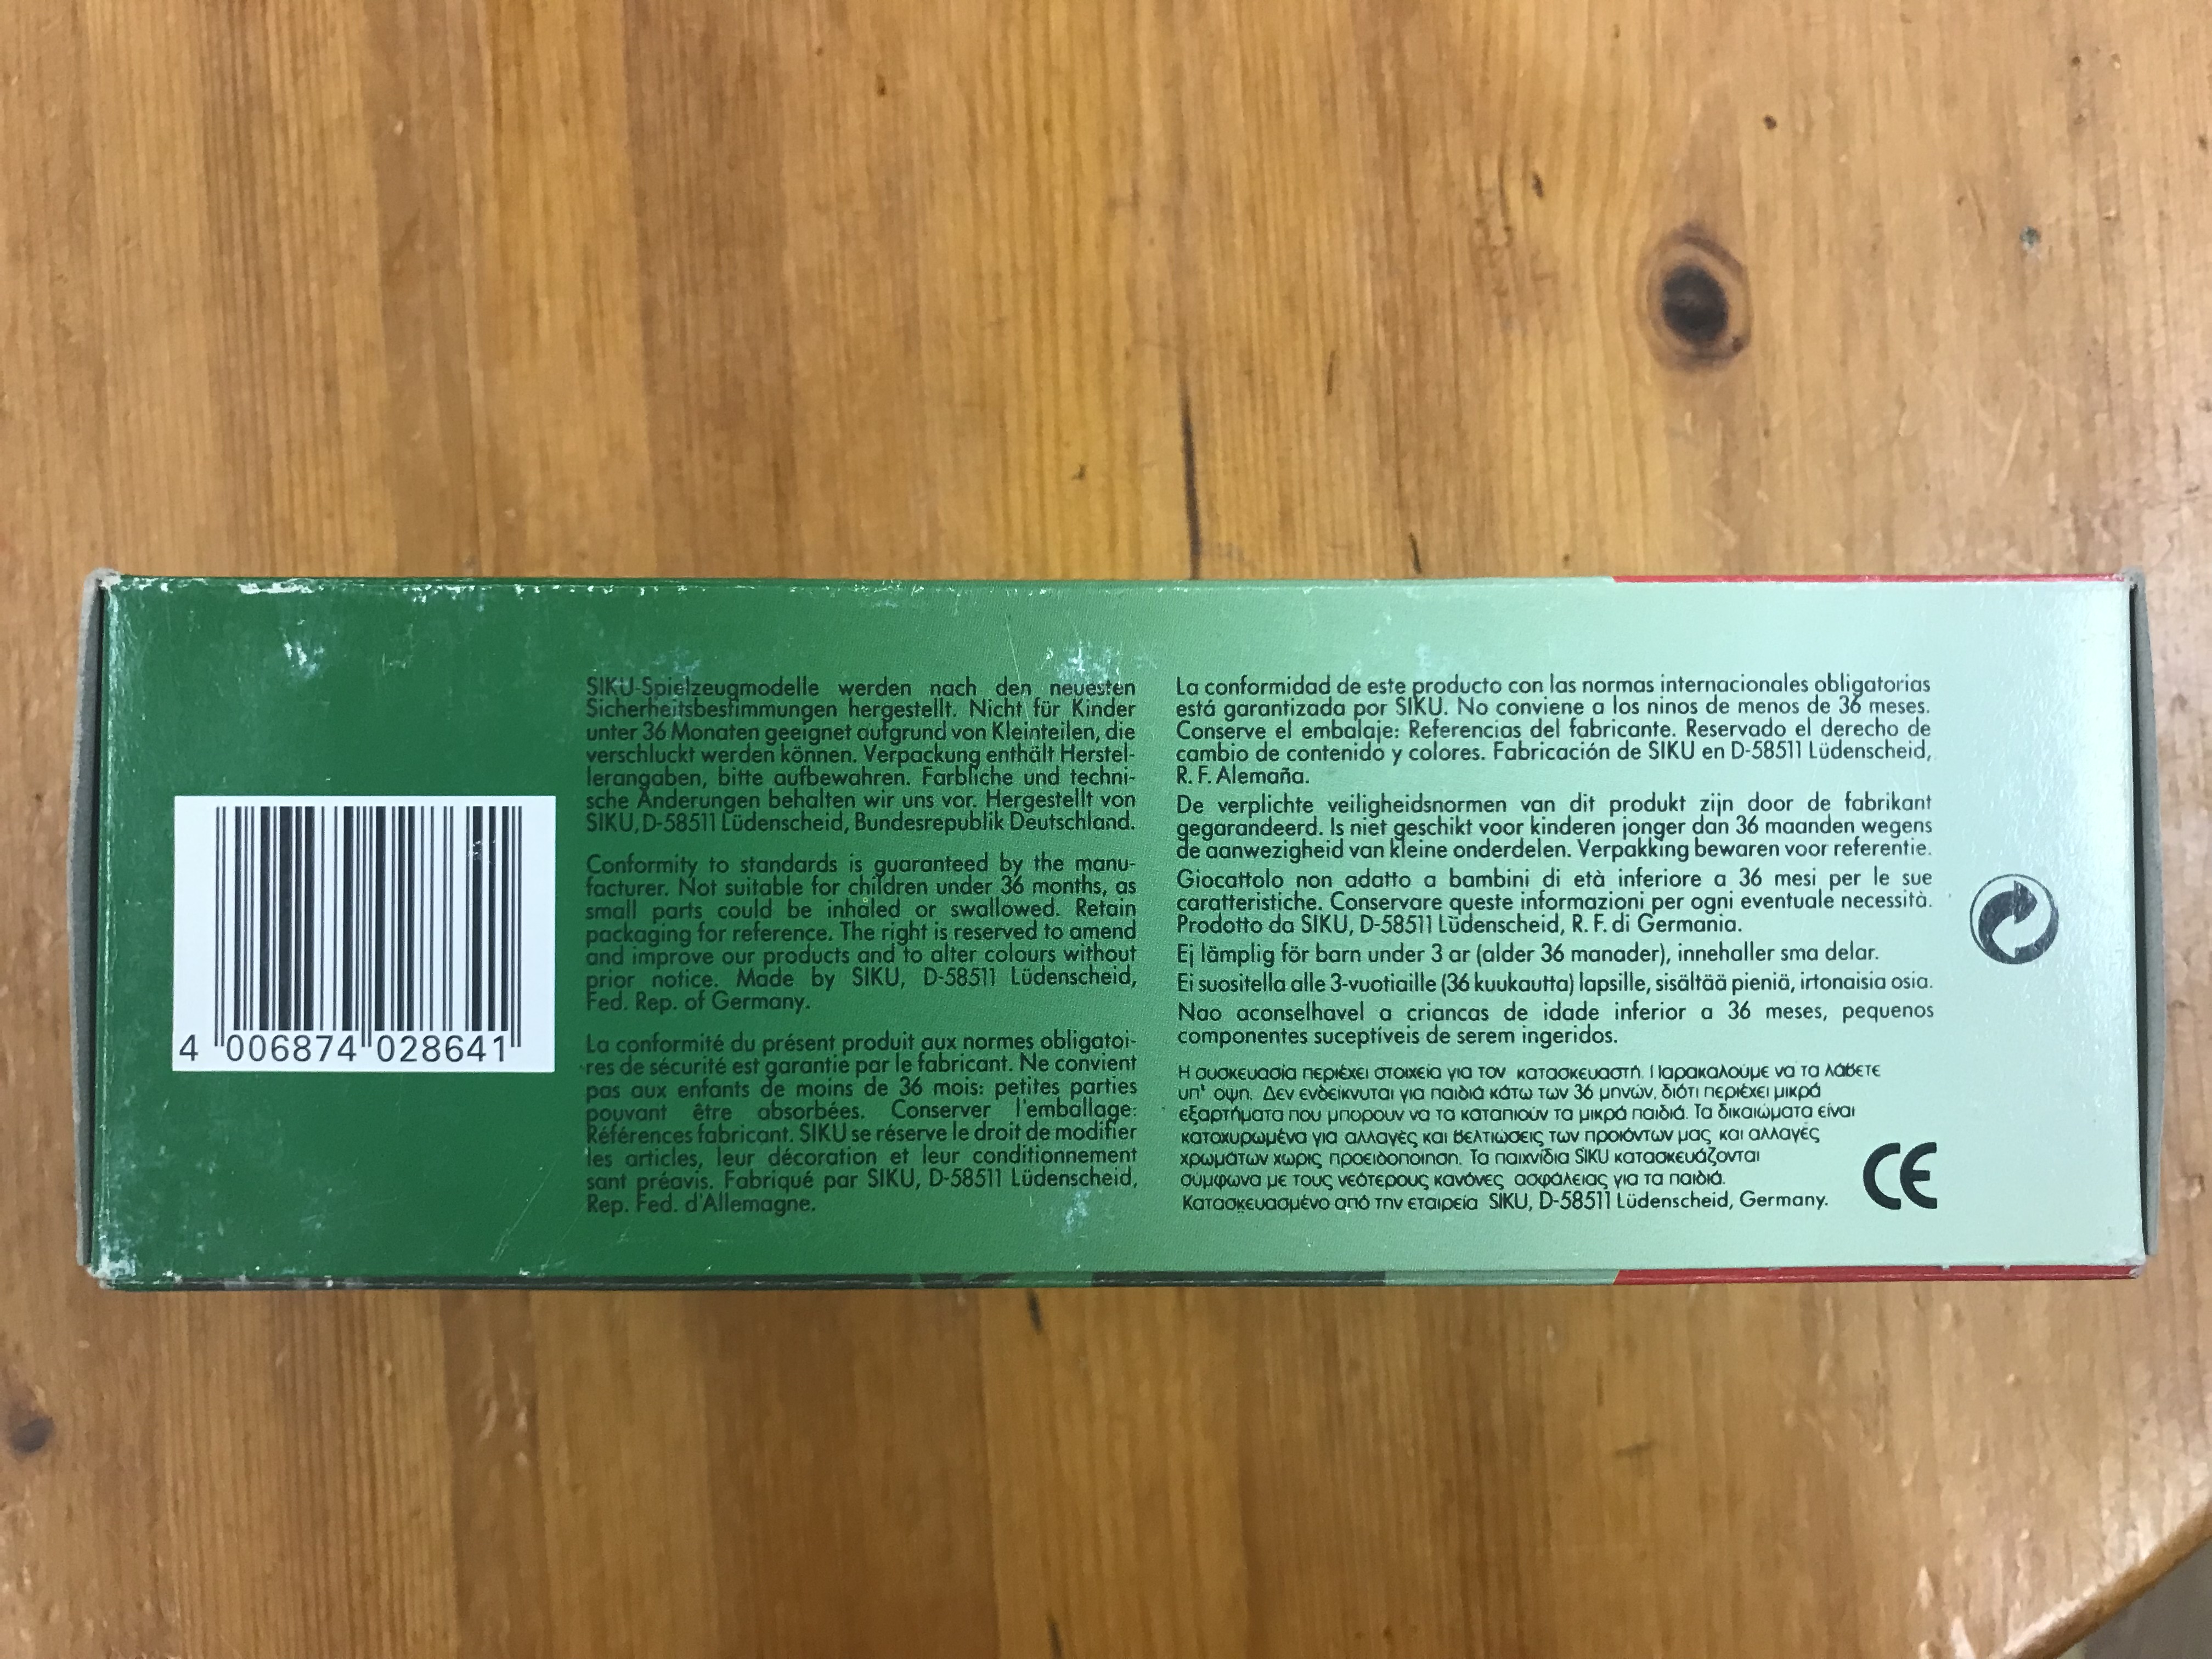 4 006874 028641
SIKU-Spielzeugmodelle werden nach den neuesten
Sicherheitsbestimmungen hergestellt. Nicht für Kinder
unter 36 Monaten geeignet aufgrund von Kleinteilen, die
verschluckt werden können. Verpackung enthält Herstel-
lerangaben, bitte aufbewahren. Farbliche und techni-
sche Änderungen behalten wir uns vor. Hergestellt von
SIKU, D-58511 Lüdenscheid, Bundesrepublik Deutschland.
Conformity to standards is guaranteed by the manu-
facturer. Not suitable for children under 36 months, as
small parts could be inhaled or swallowed. Retain
packaging for reference. The right is reserved to amend
and improve our products and to alter colours without
prior notice. Made by SIKU, D-58511 Lüdenscheid,
Fed. Rep. of Germany.
La conformité du présent produit aux normes obligatoi-
res de sécurité est garantie par le fabricant. Ne convient
pas aux enfants de moins de 36 mois: petites parties
pouvant être absorbées. Conserver l'emballage:
Références fabricant. SIKU se réserve le droit de modifier
les articles, leur décoration et leur conditionnement
sant préavis. Fabriqué par SIKU, D-58511 Lüdenscheid,
Rep. Fed. d'Allemagne.
La conformidad de este producto con las normas internacionales obligatorias
está garantizada por SIKU. No conviene a los ninos de menos de 36 meses.
Conserve el embalaje: Referencias del fabricante. Reservado el derecho de
cambio de contenido y colores. Fabricación de SIKU en D-58511 Lüdenscheid,
R. F. Alemaña.
De verplichte veiligheidsnormen van dit produkt zijn door de fabrikant
gegarandeerd. Is niet geschikt voor kinderen jonger dan 36 maanden wegens
de aanwezigheid van kleine onderdelen. Verpakking bewaren voor referentie.
Giocattolo non adatto a bambini di età inferiore a 36 mesi per le sue
caratteristiche. Conservare queste informazioni per ogni eventuale necessità.
Prodotto da SIKU, D-58511 Lüdenscheid, R. F. di Germania.
Ej lämplig för barn under 3 ar (alder 36 manader), innehaller sma delar.
Ei suositella alle 3-vuotiaille (36 kuukautta) lapsille, sisältää pieniä, irtonaisia osia.
Nao aconselhavel a criancas de idade inferior a 36 meses, pequenos
componentes suceptíveis de serem ingeridos.
Η συσκευασία περιέχει στοιχεία για τον κατασκευαστή. Παρακαλούμε να τα λάβετε
υπ' οψη. Δεν ενδείκνυται για παιδιά κάτω των 36 μηνών, διότι περιέχει μικρά
εξαρτήματα που μπορουν να τα καταπιούν τα μικρά παιδιά. Τα δικαιώματα είναι
κατοχυρωμένα για αλλαγές και βελτιώσεις των προιόντων μας και αλλαγές
χρωμάτων χωρις προειδοποιηση. Τα παιχνίδια SIKU κατασκευάζονται
σύμφωνα με τους νεότερους κανόνες ασφάλειας για τα παιδιά.
Κατασκευασμένο από την εταιρεία SIKU, D-58511 Lüdenscheid, Germany.
CE